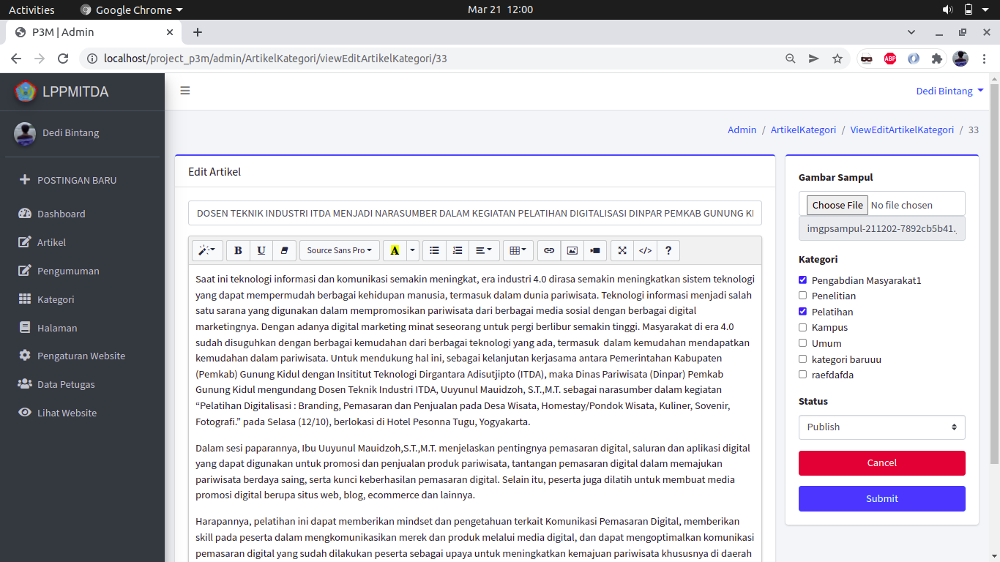 Activities
Google Chrome
Mar 21 12:00
P3M | Admin
localhost/project_p3m/admin/ArtikelKategori/viewEditArtikelKategori/33
ABP
LPPMITDA
Dedi Bintang
Dedi Bintang
POSTINGAN BARU
Dashboard
Artikel
Pengumuman
Kategori
Halaman
Pengaturan Website
Data Petugas
Lihat Website
Admin / ArtikelKategori / ViewEditArtikelKategori / 33
Edit Artikel
DOSEN TEKNIK INDUSTRI ITDA MENJADI NARASUMBER DALAM KEGIATAN PELATIHAN DIGITALISASI DINPAR PEMKAB GUNUNG KI
B U Source Sans Pro A </> ?
Saat ini teknologi informasi dan komunikasi semakin meningkat, era industri 4.0 dirasa semakin meningkatkan sistem teknologi
yang dapat mempermudah berbagai kehidupan manusia, termasuk dalam dunia pariwisata. Teknologi informasi menjadi salah
satu sarana yang digunakan dalam mempromosikan pariwisata dari berbagai media sosial dengan berbagai digital
marketingnya. Dengan adanya digital marketing minat seseorang untuk pergi berlibur semakin tinggi. Masyarakat di era 4.0
sudah disuguhkan dengan berbagai kemudahan dari berbagai teknologi yang ada, termasuk  dalam kemudahan mendapatkan
kemudahan dalam pariwisata. Untuk mendukung hal ini, sebagai kelanjutan kerjasama antara Pemerintahan Kabupaten
(Pemkab) Gunung Kidul dengan Insititut Teknologi Dirgantara Adisutjipto (ITDA), maka Dinas Pariwisata (Dinpar) Pemkab
Gunung Kidul mengundang Dosen Teknik Industri ITDA, Uuyunul Mauidzoh, S.T.,M.T. sebagai narasumber dalam kegiatan
“Pelatihan Digitalisasi : Branding, Pemasaran dan Penjualan pada Desa Wisata, Homestay/Pondok Wisata, Kuliner, Sovenir,
Fotografi.” pada Selasa (12/10), berlokasi di Hotel Pesonna Tugu, Yogyakarta.
Dalam sesi paparannya, Ibu Uuyunul Mauidzoh,S.T.,M.T. menjelaskan pentingnya pemasaran digital, saluran dan aplikasi digital
yang dapat digunakan untuk promosi dan penjualan produk pariwisata, tantangan pemasaran digital dalam memajukan
pariwisata berdaya saing, serta kunci keberhasilan pemasaran digital. Selain itu, peserta juga dilatih untuk membuat media
promosi digital berupa situs web, blog, ecommerce dan lainnya.
Harapannya, pelatihan ini dapat memberikan mindset dan pengetahuan terkait Komunikasi Pemasaran Digital, memberikan
skill pada peserta dalam mengkomunikasikan merek dan produk melalui media digital, dan dapat mengoptimalkan komunikasi
pemasaran digital yang sudah dilakukan peserta sebagai upaya untuk meningkatkan kemajuan pariwisata khususnya di daerah
Gambar Sampul
Choose File No file chosen
imgpsampul-211202-7892cb5b41.
Kategori
Pengabdian Masyarakat1
Penelitian
Pelatihan
Kampus
Umum
kategori baruuu
raefdafda
Status
Publish
Cancel
Submit